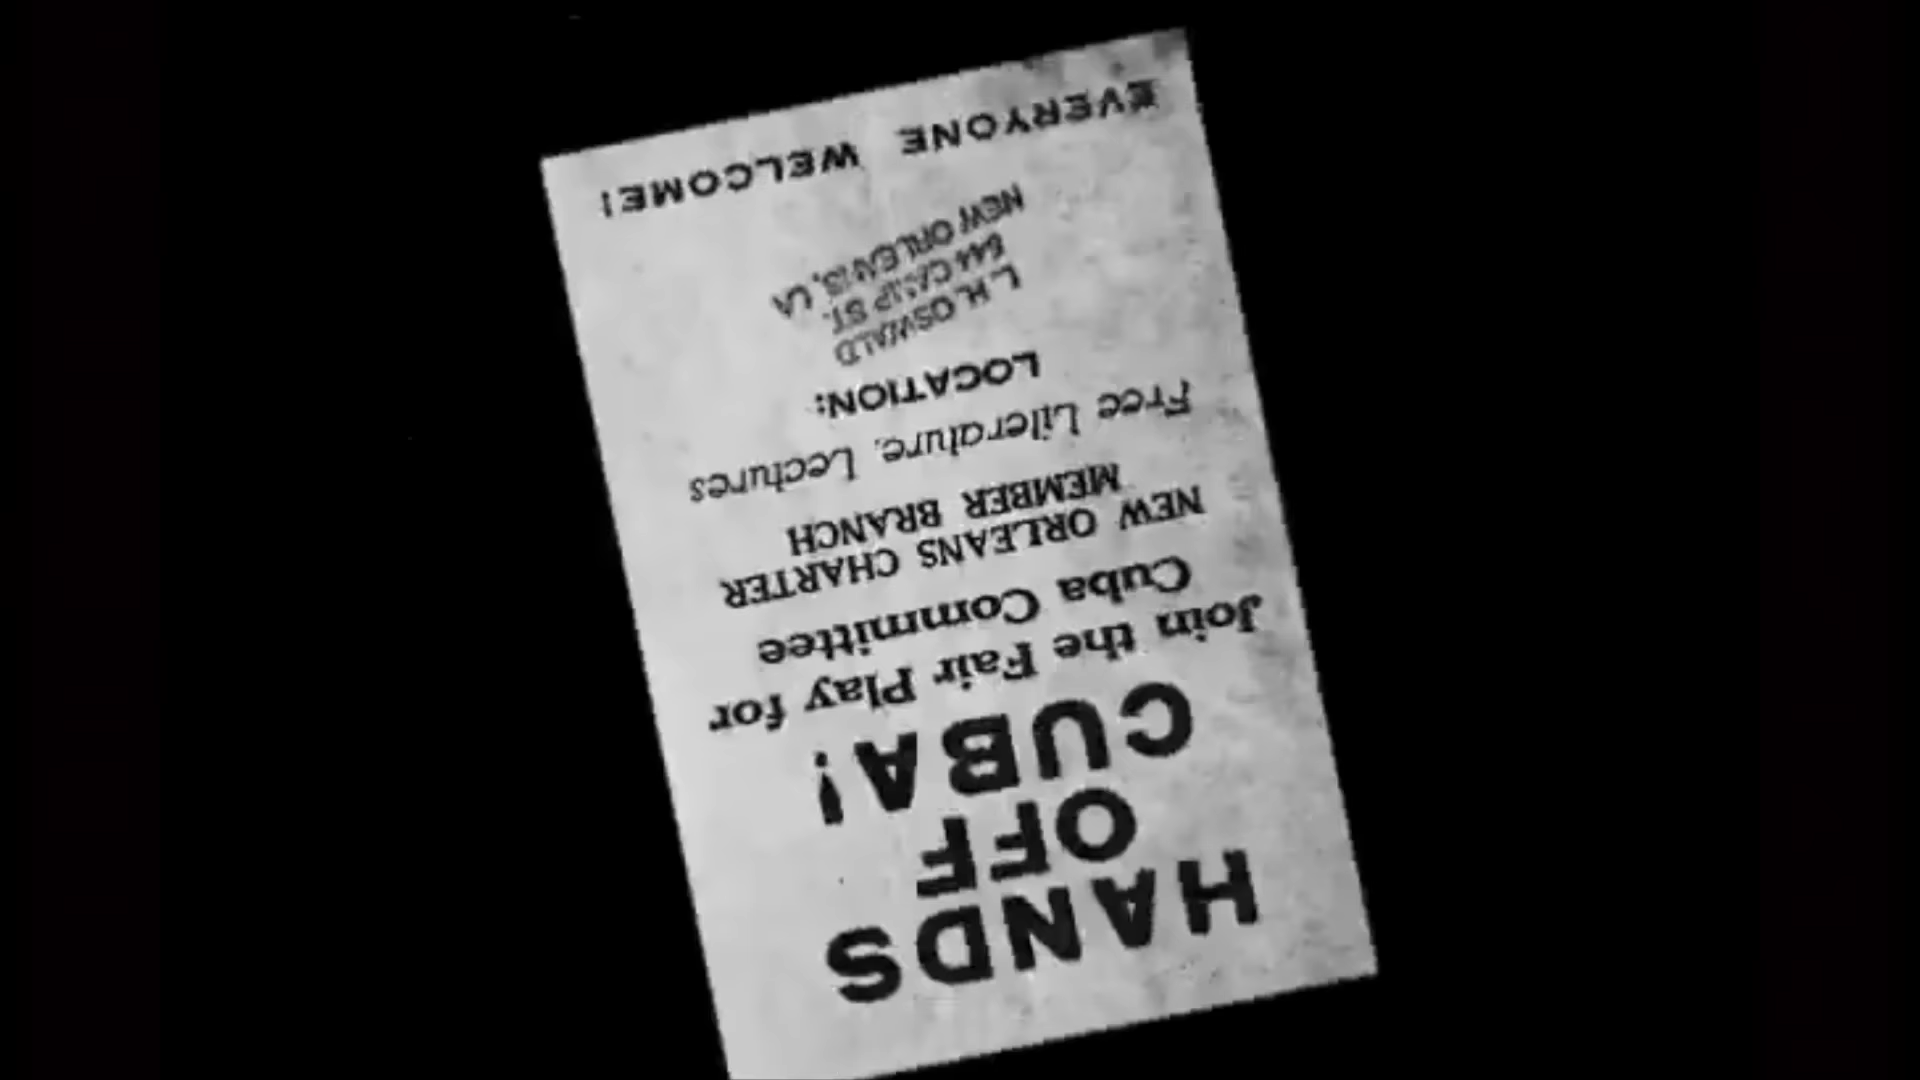 HANDS
OFF
CUBA!
Join the Fair Play for
Cuba Committee
NEW ORLEANS CHARTER
MEMBER BRANCH
Free Literature, Lectures
LOCATION:
L. H. OSWALD
544 CAMP ST.
NEW ORLEANS, LA
EVERYONE WELCOME!